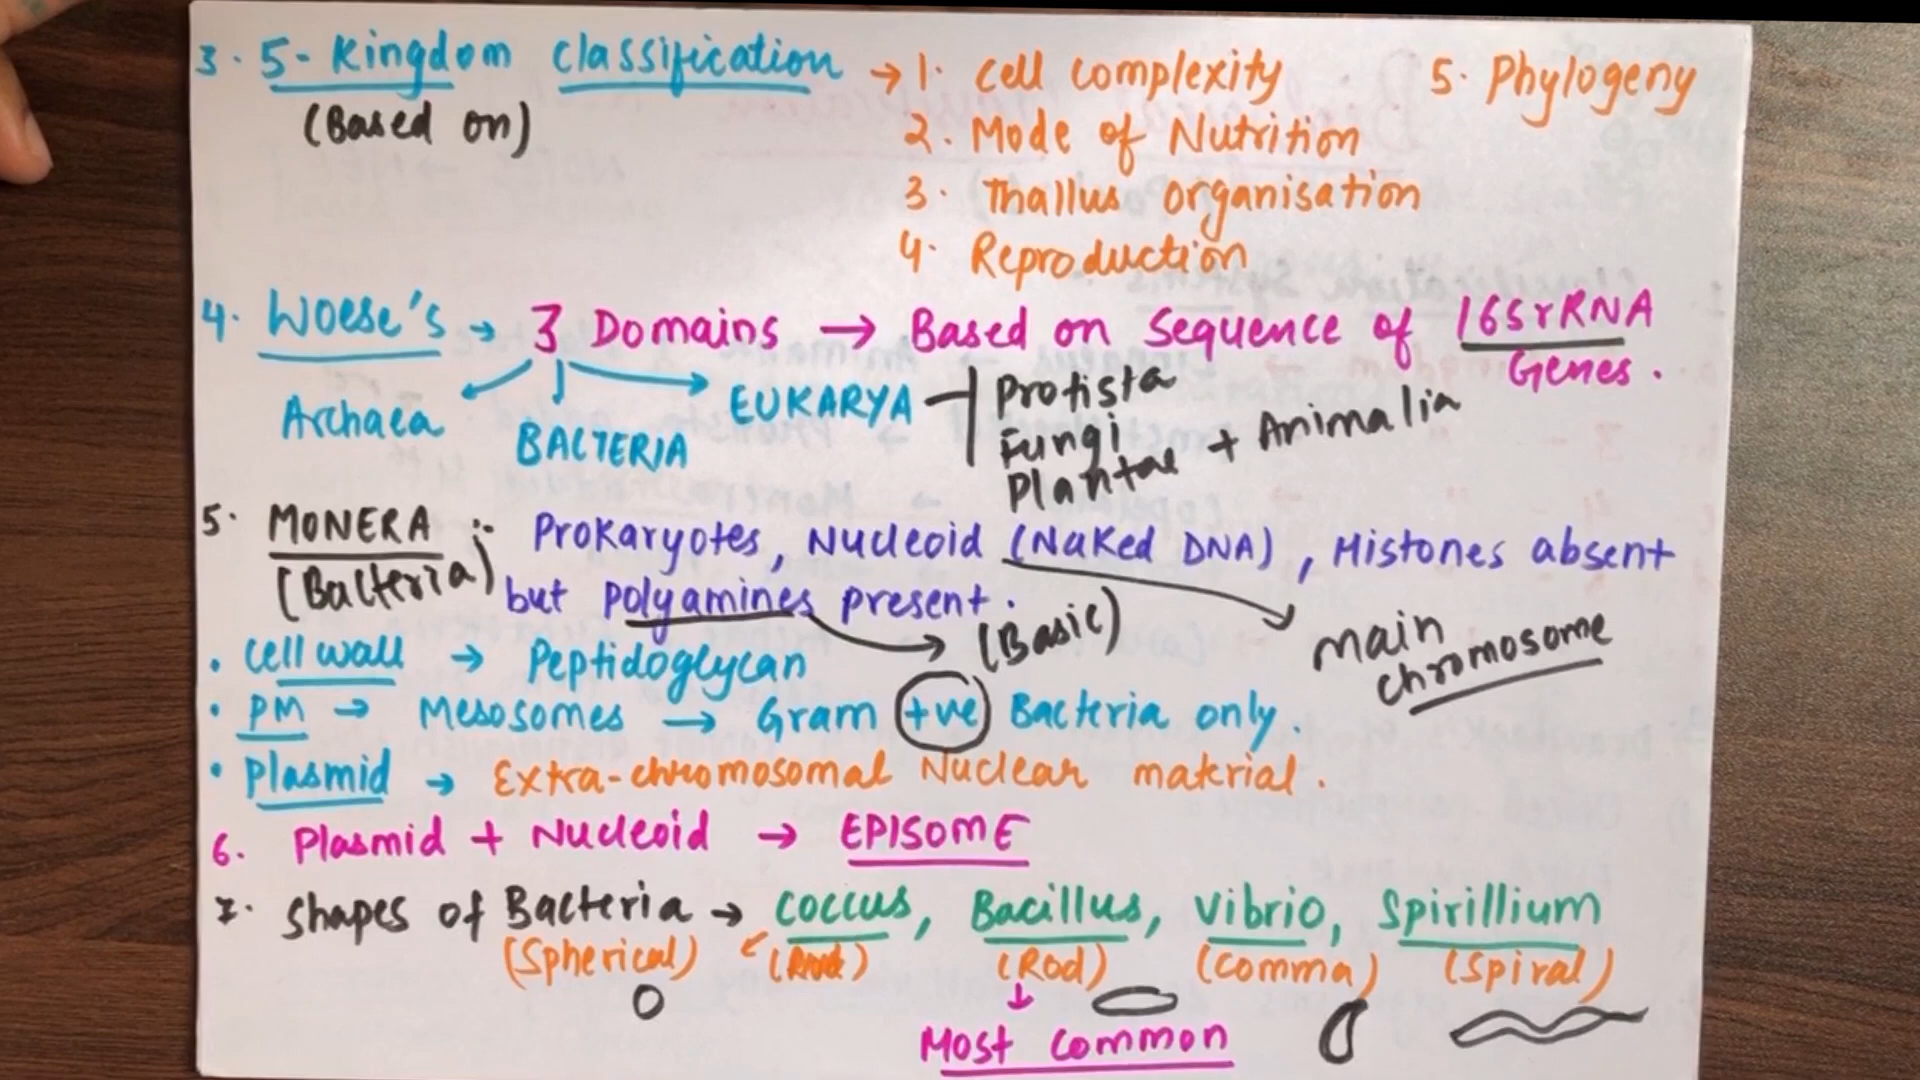 3. 5-Kingdom Classification → 1. Cell complexity 5. Phylogeny
(Based on)
2. Mode of Nutrition
3. Thallus organisation
4. Reproduction
4. Woese's → 3 Domains → Based on Sequence of 16SrRNA
Genes.
Archaea BACTERIA EUKARYA Protista
Fungi
Plantae + Animalia
5. MONERA :- Prokaryotes, Nucleoid (Naked DNA), Histones absent
(Bacteria) but polyamines present. (Basic) main chromosome
• Cell wall → Peptidoglycan
• PM → Mesosomes → Gram +ve Bacteria only.
• Plasmid → Extra-chromosomal Nuclear material.
6. Plasmid + Nucleoid → EPISOME
7. Shapes of Bacteria → Coccus, Bacillus, Vibrio, Spirillium
(Spherical) (Rod) (comma) (spiral)
Most common